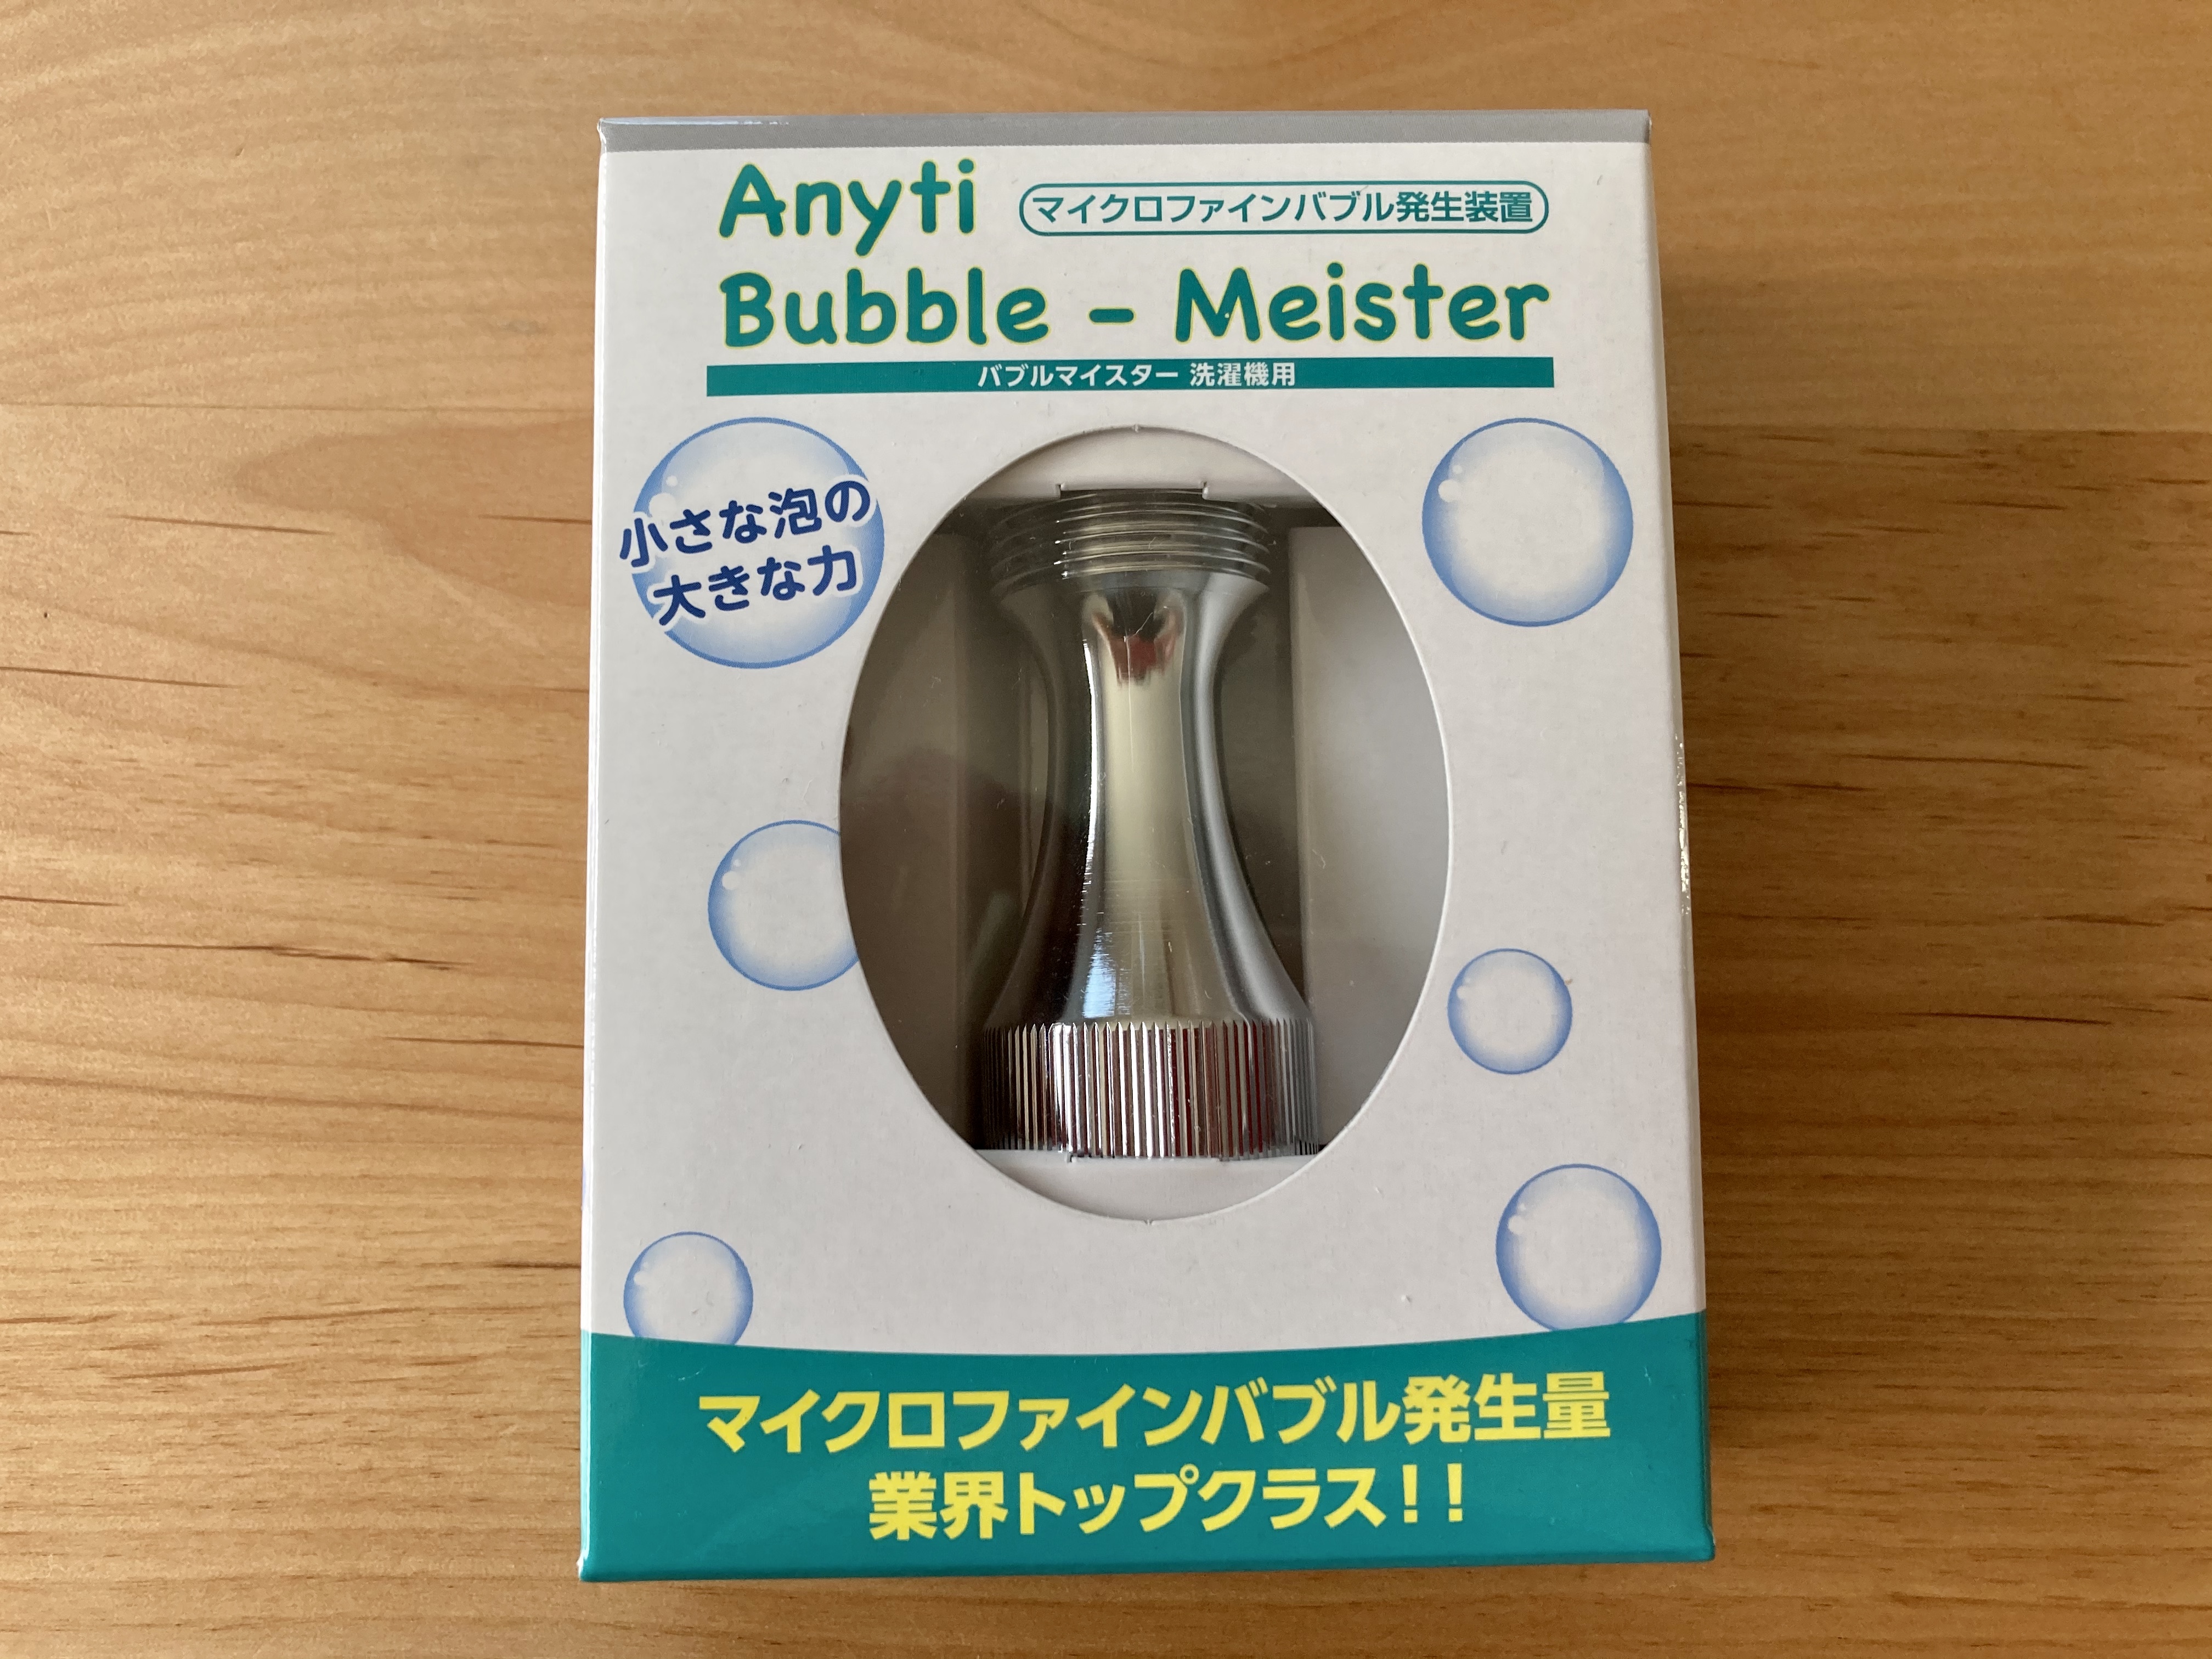 Anyti
マイクロファインバブル発生装置
Bubble - Meister
バブルマイスター 洗濯機用
小さな泡の
大きな力
マイクロファインバブル発生量
業界トップクラス！！